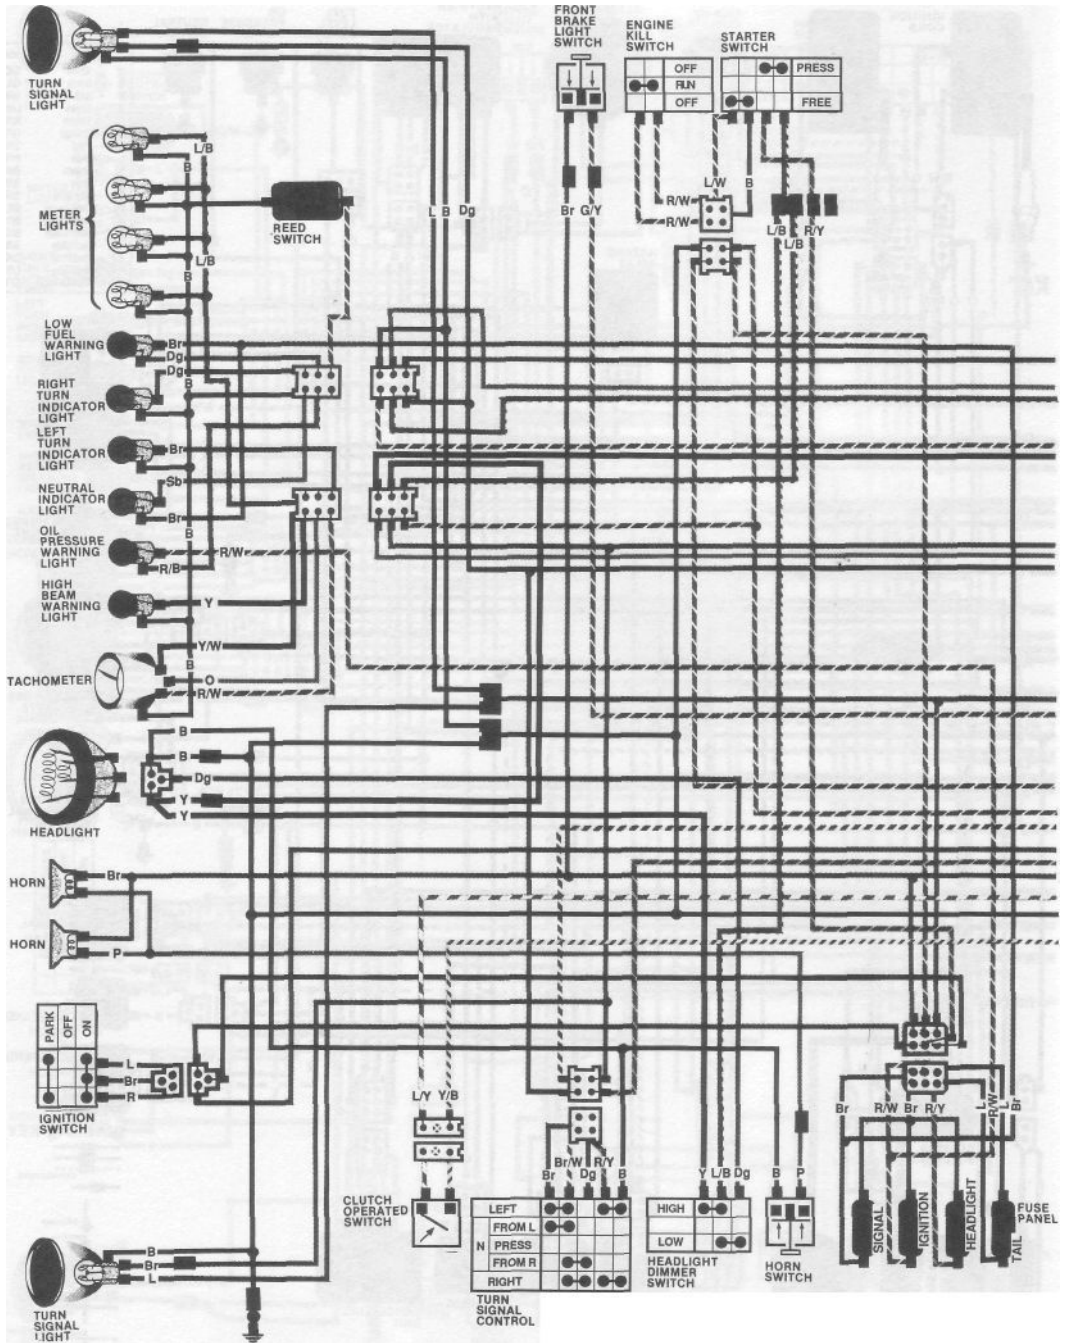 FRONT
BRAKE
LIGHT
SWITCH
ENGINE
KILL
SWITCH
STARTER
SWITCH
OFF
RUN
OFF
PRESS
FREE
TURN
SIGNAL
LIGHT
L/B
B
METER
LIGHTS
REED
SWITCH
L/B
B
L B Dg
Br G/Y
R/W
R/W
L/W
B
L/B
L/B
R/Y
LOW
FUEL
WARNING
LIGHT
Br
Dg
Dg
B
RIGHT
TURN
INDICATOR
LIGHT
LEFT
TURN
INDICATOR
LIGHT
Br
Sb
NEUTRAL
INDICATOR
LIGHT
Br
B
OIL
PRESSURE
WARNING
LIGHT
R/W
R/B
HIGH
BEAM
WARNING
LIGHT
Y
Y/W
B
TACHOMETER
O
R/W
B
B
Dg
Y
Y
HEADLIGHT
HORN
Br
HORN
P
PARK
OFF
ON
L
Br
R
IGNITION
SWITCH
L/Y Y/B
CLUTCH
OPERATED
SWITCH
Br
Br/W
Dg
R/Y
B
LEFT
FROM L
N PRESS
FROM R
RIGHT
TURN
SIGNAL
CONTROL
Y L/B Dg
HIGH
LOW
HEADLIGHT
DIMMER
SWITCH
B P
HORN
SWITCH
Br
R/W Br R/Y
L
R/W
L
Br
SIGNAL
IGNITION
HEADLIGHT
TAIL
FUSE
PANEL
B
Br
L
TURN
SIGNAL
LIGHT